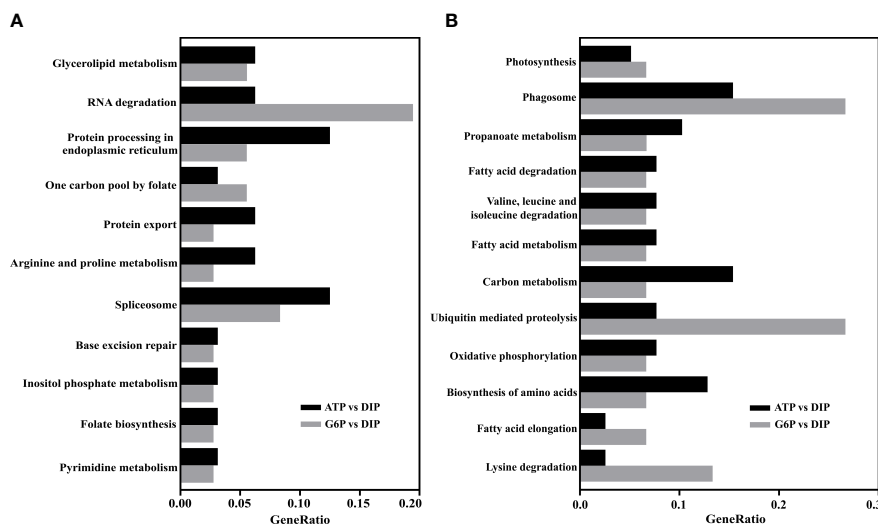 A
Glycerolipid metabolism
RNA degradation
Protein processing in
endoplasmic reticulum
One carbon pool by folate
Protein export
Arginine and proline metabolism
Spliceosome
Base excision repair
Inositol phosphate metabolism
Folate biosynthesis
Pyrimidine metabolism
ATP vs DIP
G6P vs DIP
0.00 0.05 0.10 0.15 0.20
GeneRatio
B
Photosynthesis
Phagosome
Propanoate metabolism
Fatty acid degradation
Valine, leucine and
isoleucine degradation
Fatty acid metabolism
Carbon metabolism
Ubiquitin mediated proteolysis
Oxidative phosphorylation
Biosynthesis of amino acids
Fatty acid elongation
Lysine degradation
ATP vs DIP
G6P vs DIP
0.0 0.1 0.2 0.3
GeneRatio